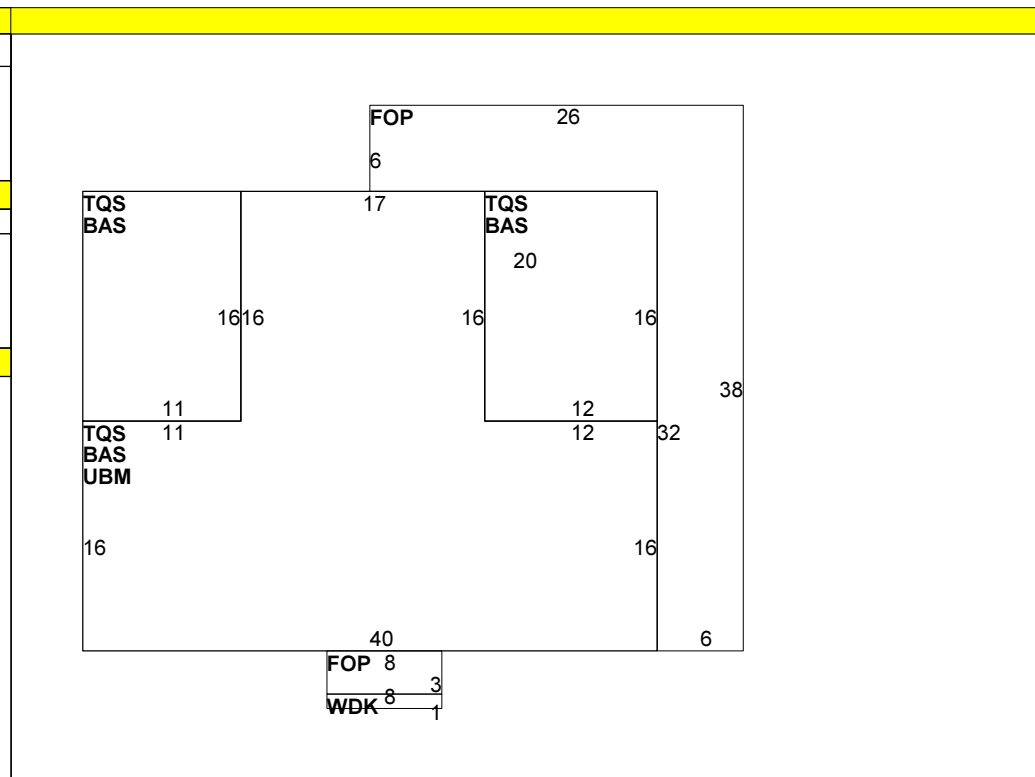 FOP 26
6
TQS 17 TQS
BAS BAS
20
16 16 16 16
38
11 12
TQS 11 12 32
BAS
UBM
16 16
40 6
FOP 8
3
WDK 8
1